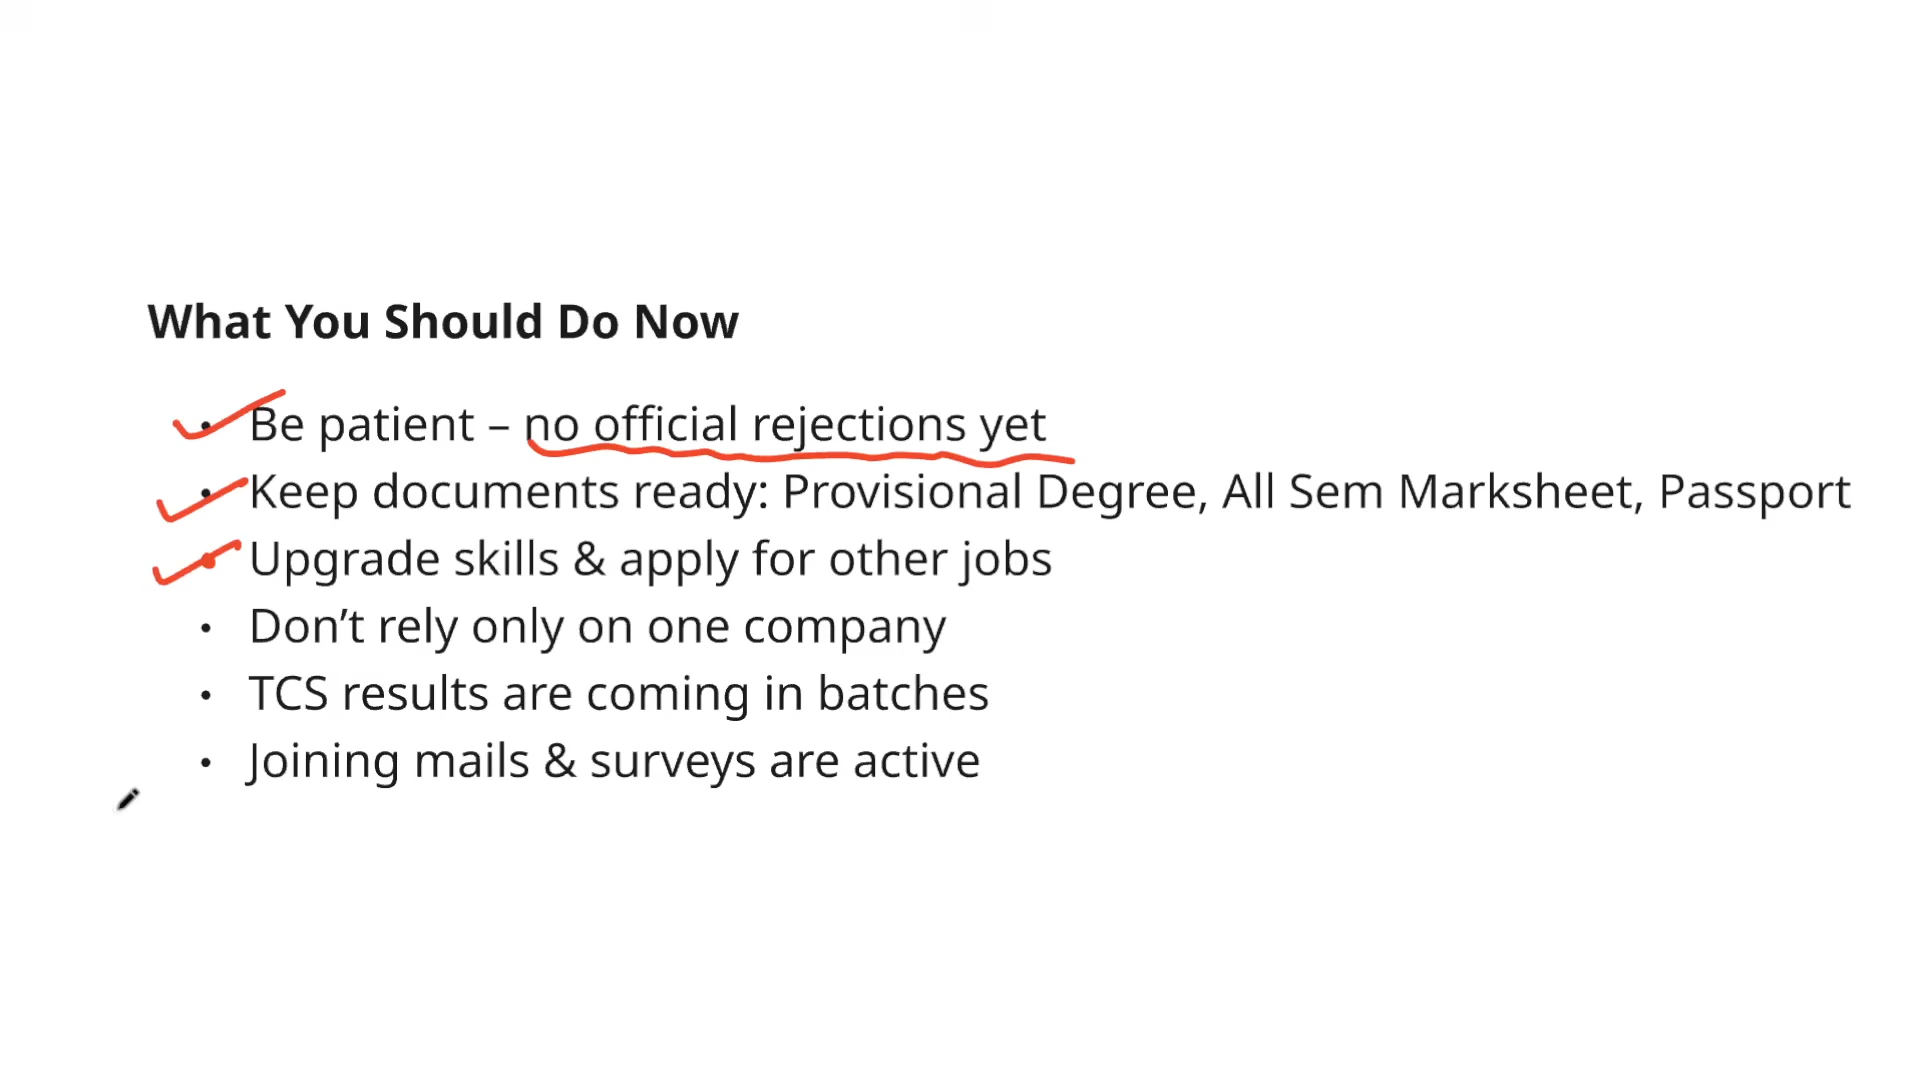 What You Should Do Now
• Be patient – no official rejections yet
• Keep documents ready: Provisional Degree, All Sem Marksheet, Passport
• Upgrade skills & apply for other jobs
• Don’t rely only on one company
• TCS results are coming in batches
• Joining mails & surveys are active